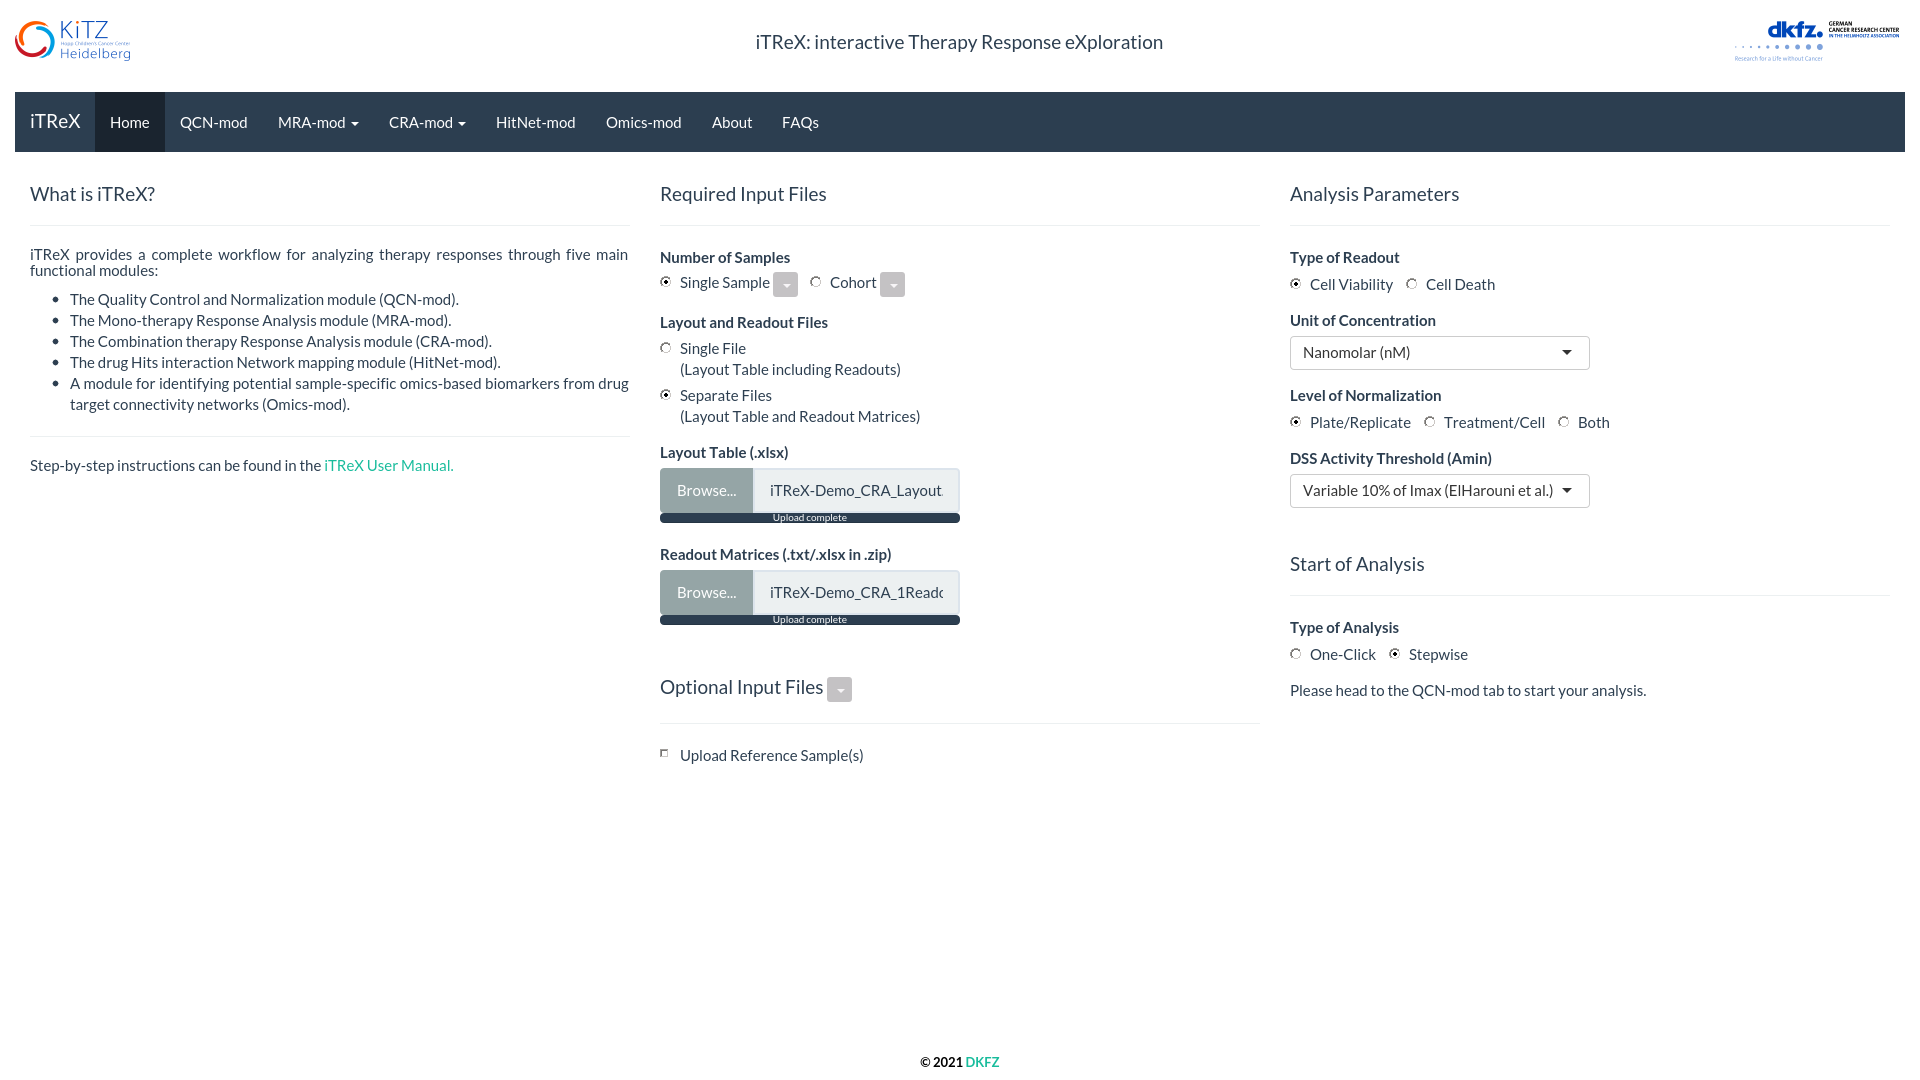 KiTZ
Hopp Children's Cancer Center
Heidelberg
iTReX: interactive Therapy Response eXploration
dkfz.
GERMAN
CANCER RESEARCH CENTER
IN THE HELMHOLTZ ASSOCIATION
Research for a Life without Cancer
iTReX Home QCN-mod MRA-mod CRA-mod HitNet-mod Omics-mod About FAQs
What is iTReX?
iTReX provides a complete workflow for analyzing therapy responses through five main
functional modules:
The Quality Control and Normalization module (QCN-mod).
The Mono-therapy Response Analysis module (MRA-mod).
The Combination therapy Response Analysis module (CRA-mod).
The drug Hits interaction Network mapping module (HitNet-mod).
A module for identifying potential sample-specific omics-based biomarkers from drug
target connectivity networks (Omics-mod).
Step-by-step instructions can be found in the iTReX User Manual.
Required Input Files
Number of Samples
Single Sample Cohort
Layout and Readout Files
Single File
(Layout Table including Readouts)
Separate Files
(Layout Table and Readout Matrices)
Layout Table (.xlsx)
Browse... iTReX-Demo_CRA_Layout.
Upload complete
Readout Matrices (.txt/.xlsx in .zip)
Browse... iTReX-Demo_CRA_1Reado
Upload complete
Optional Input Files
Upload Reference Sample(s)
Analysis Parameters
Type of Readout
Cell Viability Cell Death
Unit of Concentration
Nanomolar (nM)
Level of Normalization
Plate/Replicate Treatment/Cell Both
DSS Activity Threshold (Amin)
Variable 10% of Imax (ElHarouni et al.)
Start of Analysis
Type of Analysis
One-Click Stepwise
Please head to the QCN-mod tab to start your analysis.
© 2021 DKFZ